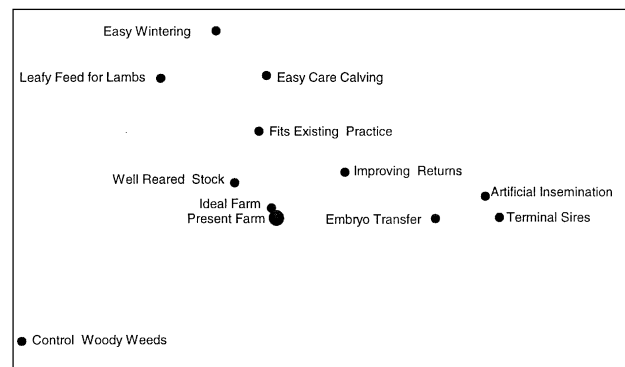 Easy Wintering
Leafy Feed for Lambs
Easy Care Calving
Fits Existing Practice
Improving Returns
Well Reared Stock
Artificial Insemination
Ideal Farm
Present Farm
Embryo Transfer
Terminal Sires
Control Woody Weeds